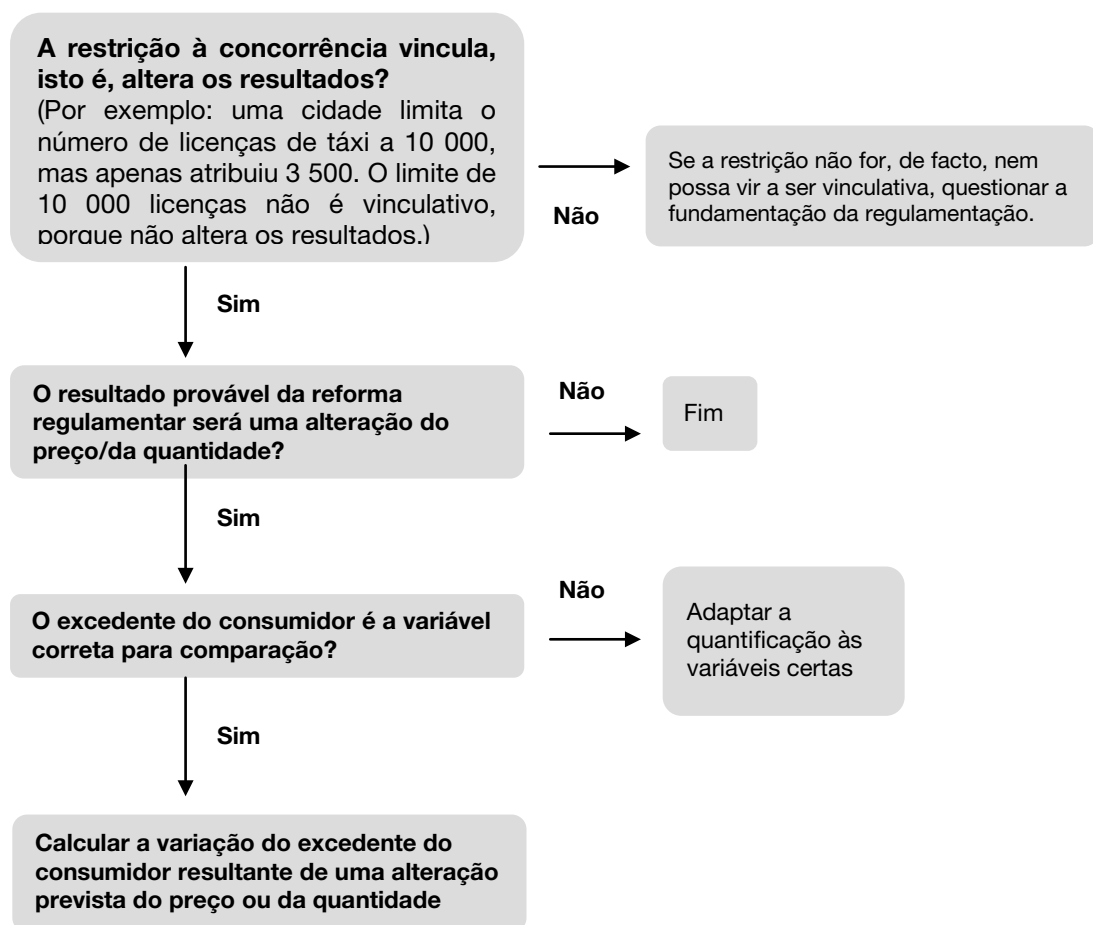 A restrição à concorrência vincula,
isto é, altera os resultados?
(Por exemplo: uma cidade limita o
número de licenças de táxi a 10 000,
mas apenas atribuiu 3 500. O limite de
10 000 licenças não é vinculativo,
porque não altera os resultados.)
Não
Se a restrição não for, de facto, nem
possa vir a ser vinculativa, questionar a
fundamentação da regulamentação.
Sim
O resultado provável da reforma
regulamentar será uma alteração do
preço/da quantidade?
Não
Fim
Sim
O excedente do consumidor é a variável
correta para comparação?
Não
Adaptar a
quantificação às
variáveis certas
Sim
Calcular a variação do excedente do
consumidor resultante de uma alteração
prevista do preço ou da quantidade